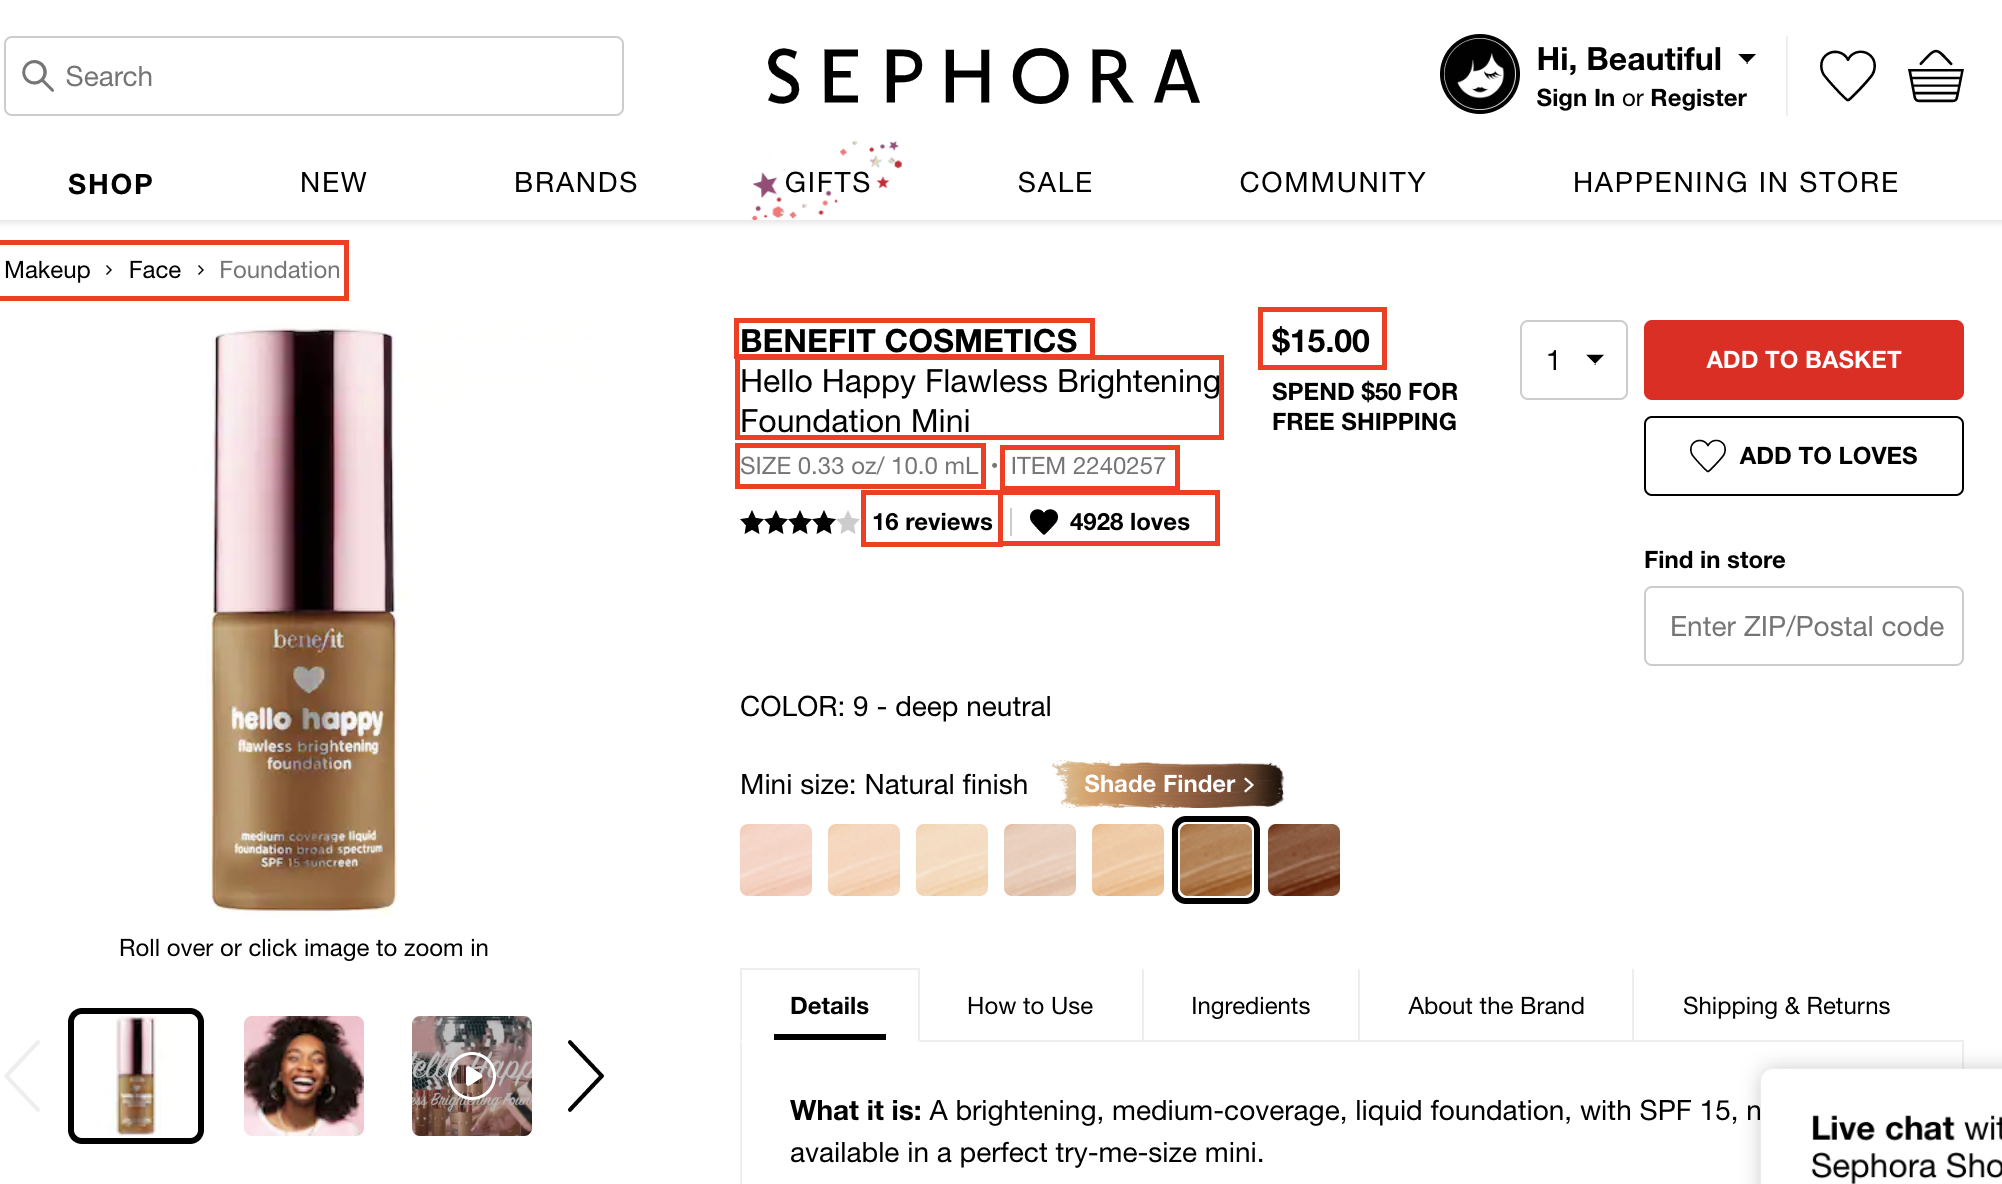 Search
SEPHORA
Hi, Beautiful
Sign In or Register
SHOP
NEW
BRANDS
GIFTS
SALE
COMMUNITY
HAPPENING IN STORE
Makeup > Face > Foundation
benefit
hello happy
flawless brightening
foundation
medium coverage liquid
foundation broad spectrum
SPF 15 sunscreen
Roll over or click image to zoom in
BENEFIT COSMETICS
Hello Happy Flawless Brightening
Foundation Mini
SIZE 0.33 oz/ 10.0 mL • ITEM 2240257
16 reviews
4928 loves
$15.00
SPEND $50 FOR
FREE SHIPPING
1
ADD TO BASKET
ADD TO LOVES
Find in store
Enter ZIP/Postal code
COLOR: 9 - deep neutral
Mini size: Natural finish
Shade Finder >
Details
How to Use
Ingredients
About the Brand
Shipping & Returns
What it is: A brightening, medium-coverage, liquid foundation, with SPF 15,
available in a perfect try-me-size mini.
Live chat
Sephora